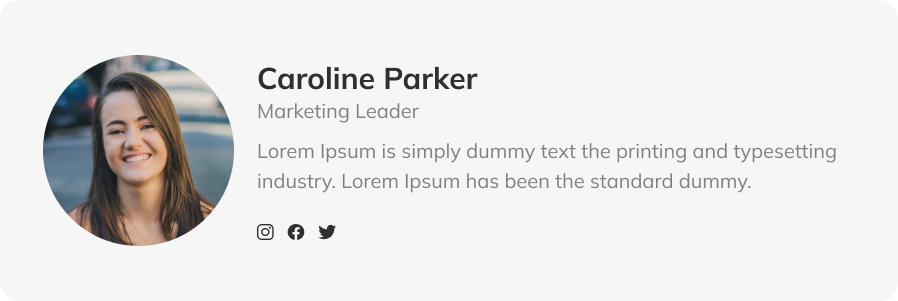 Caroline Parker
Marketing Leader
Lorem Ipsum is simply dummy text the printing and typesetting
industry. Lorem Ipsum has been the standard dummy.